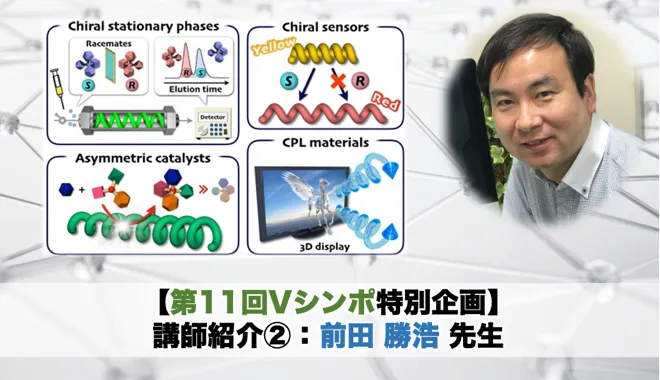 Chiral stationary phases
Racemates
S
R
R
S
Elution time
Detector
Chiral sensors
Yellow
S
R
Red
Asymmetric catalysts
CPL materials
3D display
【第11回Vシンポ特別企画】
講師紹介②:前田 勝浩 先生